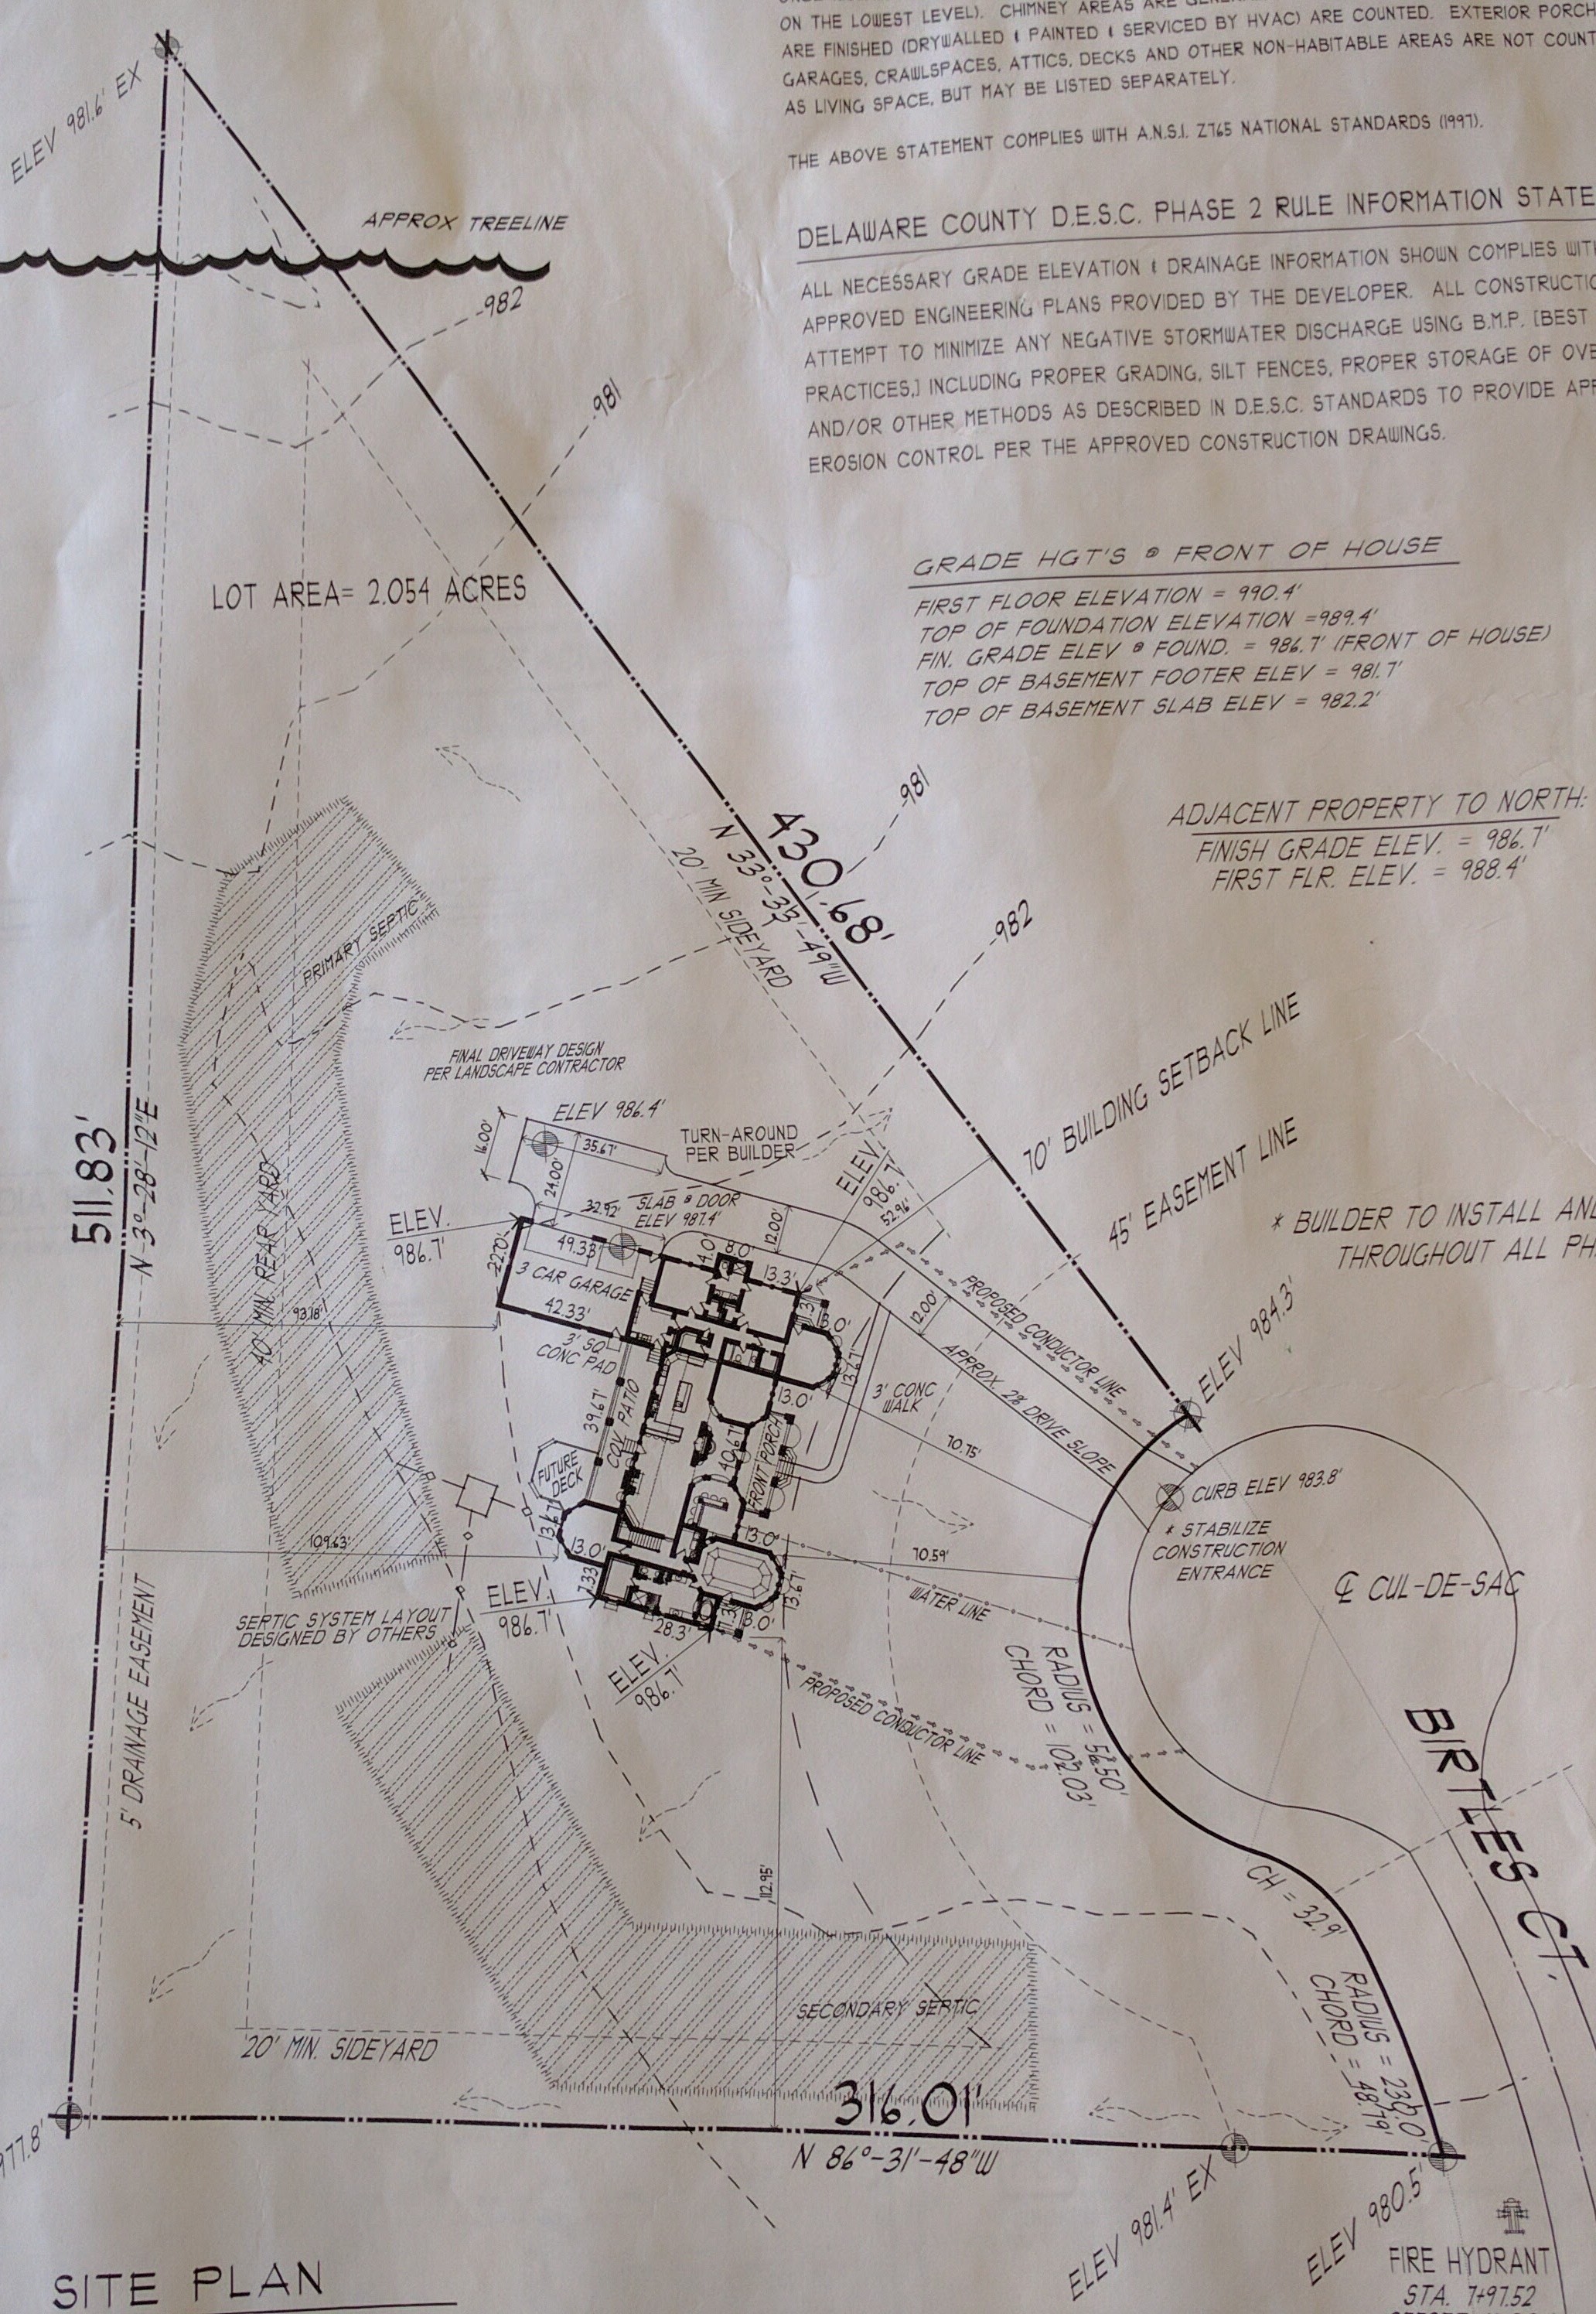 ON THE LOWEST LEVEL). CHIMNEY AREAS ARE
ARE FINISHED (DRYWALLED & PAINTED & SERVICED BY HVAC) ARE COUNTED. EXTERIOR PORCH
GARAGES, CRAWLSPACES, ATTICS, DECKS AND OTHER NON-HABITABLE AREAS ARE NOT COUNT
AS LIVING SPACE, BUT MAY BE LISTED SEPARATELY.
THE ABOVE STATEMENT COMPLIES WITH A.N.S.I. Z765 NATIONAL STANDARDS (1997).
DELAWARE COUNTY D.E.S.C. PHASE 2 RULE INFORMATION STATE
ALL NECESSARY GRADE ELEVATION & DRAINAGE INFORMATION SHOWN COMPLIES WIT
APPROVED ENGINEERING PLANS PROVIDED BY THE DEVELOPER. ALL CONSTRUCTIO
ATTEMPT TO MINIMIZE ANY NEGATIVE STORMWATER DISCHARGE USING B.M.P. [BEST
PRACTICES,] INCLUDING PROPER GRADING, SILT FENCES, PROPER STORAGE OF OVE
AND/OR OTHER METHODS AS DESCRIBED IN D.E.S.C. STANDARDS TO PROVIDE APP
EROSION CONTROL PER THE APPROVED CONSTRUCTION DRAWINGS.
ELEV 981.6' EX
APPROX TREELINE
982
981
LOT AREA= 2.054 ACRES
GRADE HGT'S @ FRONT OF HOUSE
FIRST FLOOR ELEVATION = 990.4'
TOP OF FOUNDATION ELEVATION =989.4'
FIN. GRADE ELEV @ FOUND. = 986.7' (FRONT OF HOUSE)
TOP OF BASEMENT FOOTER ELEV = 981.7'
TOP OF BASEMENT SLAB ELEV = 982.2'
981
ADJACENT PROPERTY TO NORTH:
FINISH GRADE ELEV. = 986.7'
FIRST FLR. ELEV. = 988.4'
430.68'
N 33°-33'-49"W
20' MIN SIDEYARD
982
PRIMARY SEPTIC
FINAL DRIVEWAY DESIGN
PER LANDSCAPE CONTRACTOR
70' BUILDING SETBACK LINE
45' EASEMENT LINE
* BUILDER TO INSTALL AN
THROUGHOUT ALL PH
511.83'
N 3°-28'-12"E
40' MIN. REAR YARD
ELEV 986.4'
16.00'
35.67'
24.00'
TURN-AROUND
PER BUILDER
ELEV.
986.7'
52.96'
32.92'
SLAB @ DOOR
ELEV 987.4'
12.00'
ELEV.
986.7'
22.0'
49.33'
3 CAR GARAGE
42.33'
4.0'
8.0'
13.3'
13.0'
13.67'
13.0'
93.18'
3' SQ
CONC PAD
39.67'
COV. PATIO
40.67'
FRONT PORCH
3' CONC
WALK
12.00'
PROPOSED CONDUCTOR LINE
APRROX. 2% DRIVE SLOPE
ELEV 984.3'
70.75'
CURB ELEV 983.8'
* STABILIZE
CONSTRUCTION
ENTRANCE
℄ CUL-DE-SAC
FUTURE
DECK
13.67'
13.0'
13.0'
109.63'
70.59'
WATER LINE
7.33'
28.3'
13.0'
13.67'
ELEV.
986.7'
ELEV.
986.7'
SEPTIC SYSTEM LAYOUT
DESIGNED BY OTHERS
5' DRAINAGE EASEMENT
PROPOSED CONDUCTOR LINE
RADIUS = 56.50'
CHORD = 102.03'
BIRTLES CT.
112.95'
CH = 32.9'
RADIUS = 230.0'
CHORD = 48.79'
SECONDARY SEPTIC
20' MIN. SIDEYARD
316.01'
N 86°-31'-48"W
977.8'
ELEV 981.4' EX
ELEV 980.5'
FIRE HYDRANT
STA. 7+97.52
SITE PLAN